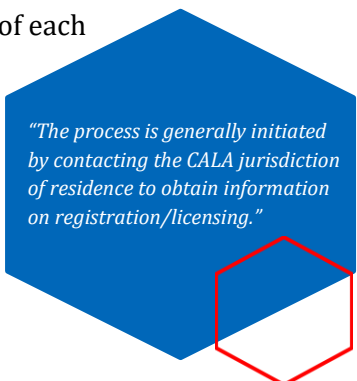 of each
“The process is generally initiated
by contacting the CALA jurisdiction
of residence to obtain information
on registration/licensing.”